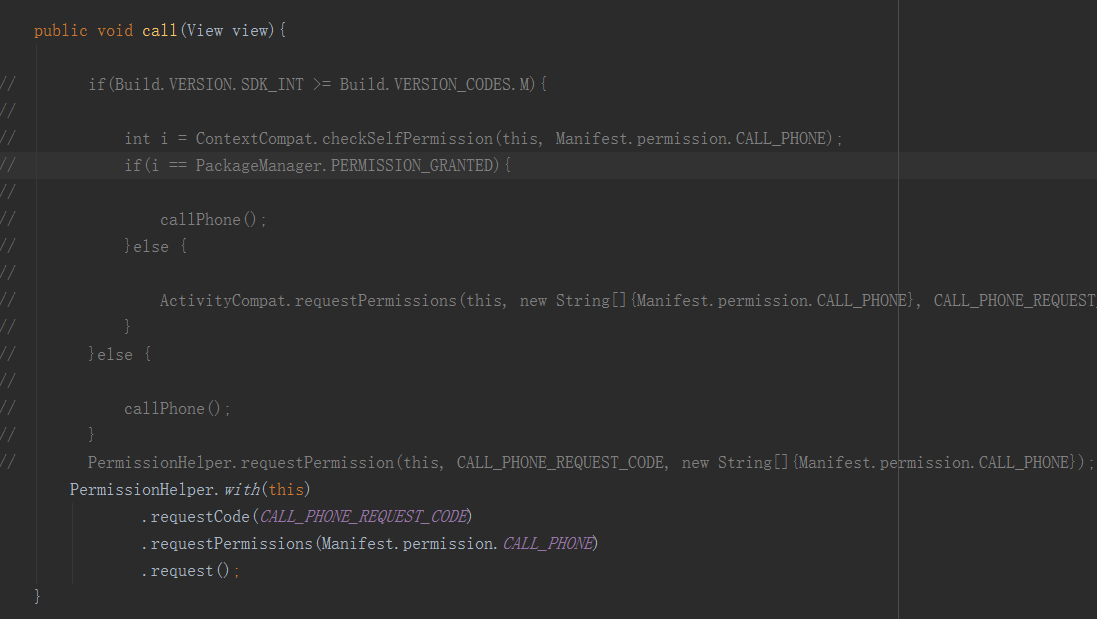 public void call(View view){
//        if(Build.VERSION.SDK_INT >= Build.VERSION_CODES.M){
//
//            int i = ContextCompat.checkSelfPermission(this, Manifest.permission.CALL_PHONE);
//            if(i == PackageManager.PERMISSION_GRANTED){
//
//                callPhone();
//            }else {
//
//                ActivityCompat.requestPermissions(this, new String[]{Manifest.permission.CALL_PHONE}, CALL_PHONE_REQUEST
//            }
//        }else {
//
//            callPhone();
//        }
//        PermissionHelper.requestPermission(this, CALL_PHONE_REQUEST_CODE, new String[]{Manifest.permission.CALL_PHONE});
    PermissionHelper.with(this)
            .requestCode(CALL_PHONE_REQUEST_CODE)
            .requestPermissions(Manifest.permission.CALL_PHONE)
            .request();
}